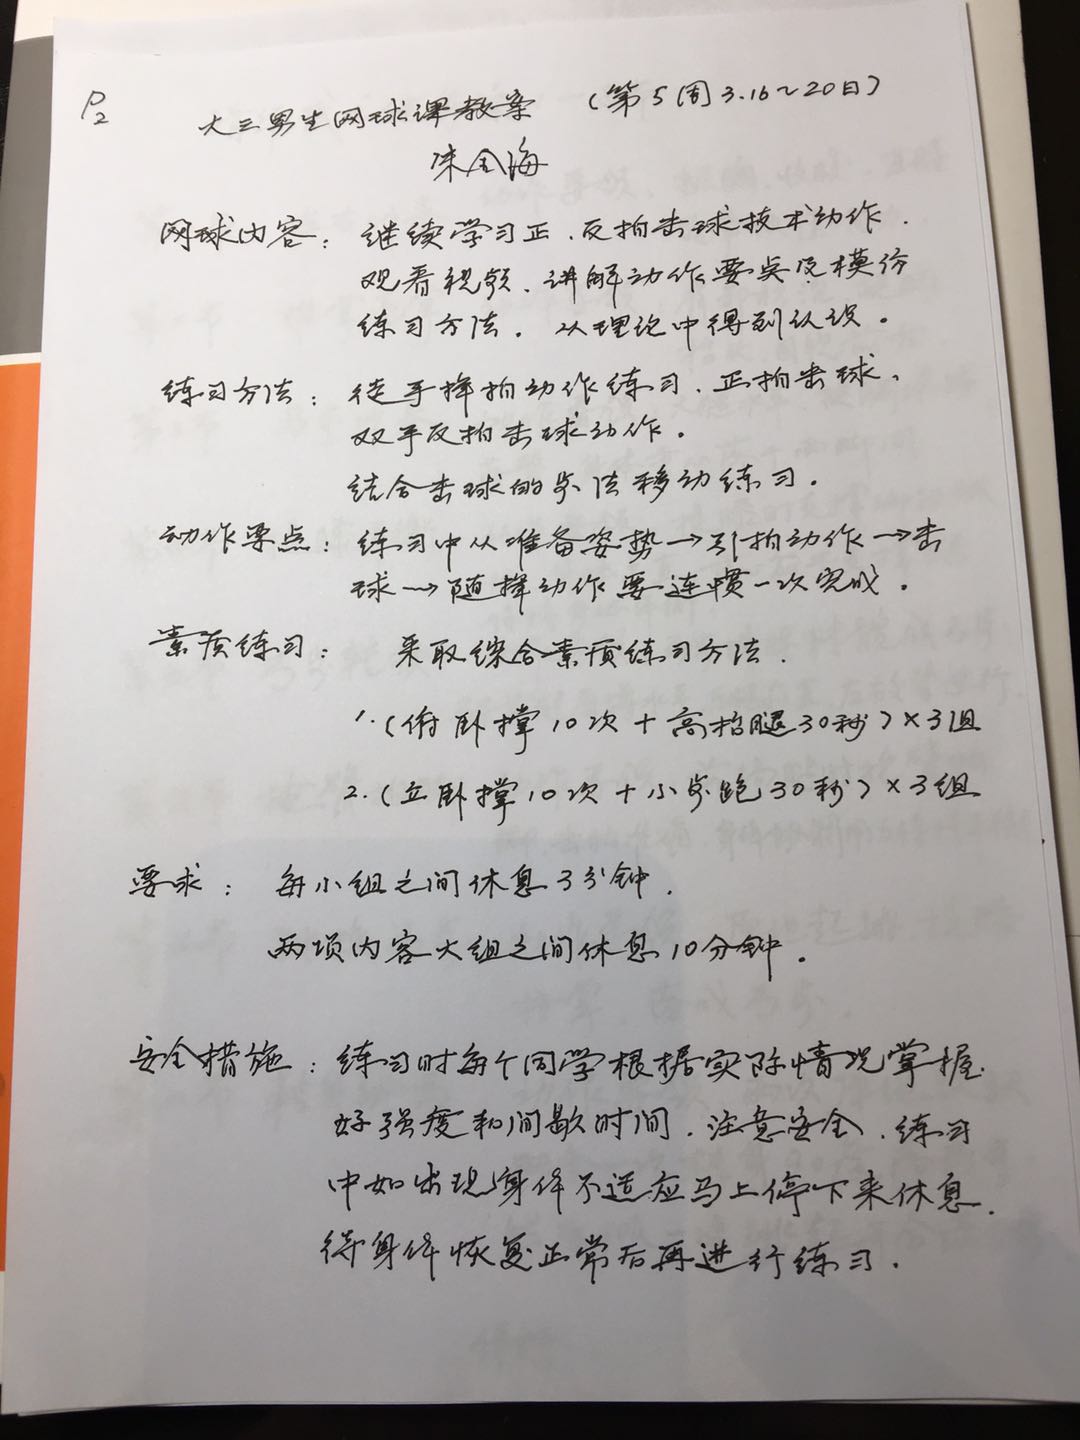 P2
大三男生网球课教案 (第5周3.16~20日)
金海
网球内容: 继续学习正、反拍击球技术动作.
观看视频、讲解动作要点及模仿
练习方法. 从理论中得到认识.
练习方法: 徒手挥拍动作练习、正拍击球、
双手反拍击球动作.
结合击球的步法移动练习.
动作要点: 练习中从准备姿势→引拍动作→击
球→随挥动作要连惯一次完成.
素质练习: 采取综合素质练习方法.
1.(俯卧撑10次+高抬腿30秒)×3组
2.(立卧撑10次+小步跑30秒)×3组
要求: 每小组之间休息3分钟.
两项内容大组之间休息10分钟.
安全措施: 练习时每个同学根据实际情况掌握
好强度和间歇时间、注意安全、练习
中如出现身体不适应马上停下来休息.
待身体恢复正常后再进行练习.